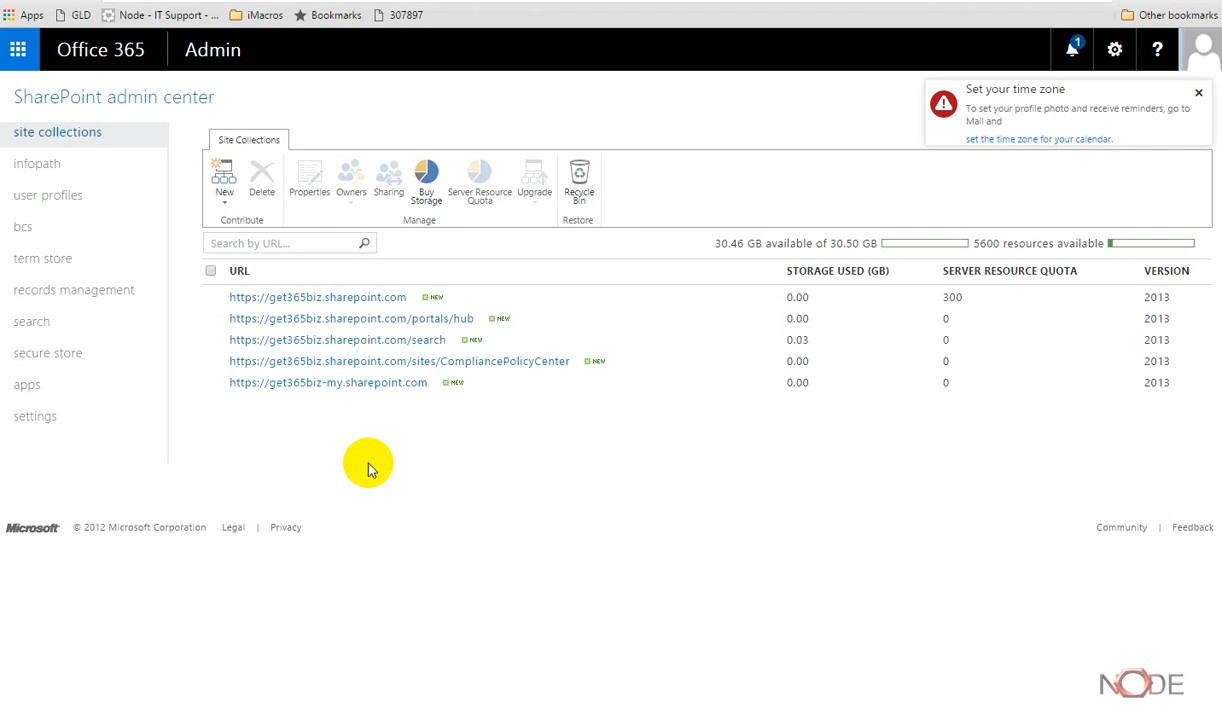 Apps GLD Node - IT Support - ... iMacros Bookmarks 307897 Other bookmarks
Office 365 Admin 1 ?
SharePoint admin center
Set your time zone
To set your profile photo and receive reminders, go to
Mail and
set the time zone for your calendar.
site collections
infopath
user profiles
bcs
term store
records management
search
secure store
apps
settings
Site Collections
New Delete Properties Owners Sharing Buy Storage Server Resource Quota Upgrade Recycle Bin
Contribute Manage Restore
Search by URL... 30.46 GB available of 30.50 GB 5600 resources available
URL STORAGE USED (GB) SERVER RESOURCE QUOTA VERSION
https://get365biz.sharepoint.com NEW 0.00 300 2013
https://get365biz.sharepoint.com/portals/hub NEW 0.00 0 2013
https://get365biz.sharepoint.com/search NEW 0.03 0 2013
https://get365biz.sharepoint.com/sites/CompliancePolicyCenter NEW 0.00 0 2013
https://get365biz-my.sharepoint.com NEW 0.00 0 2013
Microsoft © 2012 Microsoft Corporation Legal | Privacy Community | Feedback
NODE